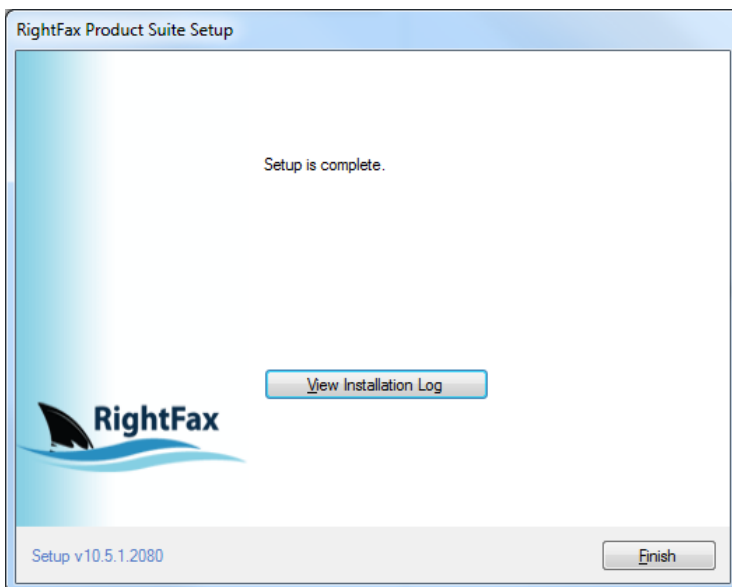 RightFax Product Suite Setup
Setup is complete.
View Installation Log
RightFax
Setup v10.5.1.2080
Finish